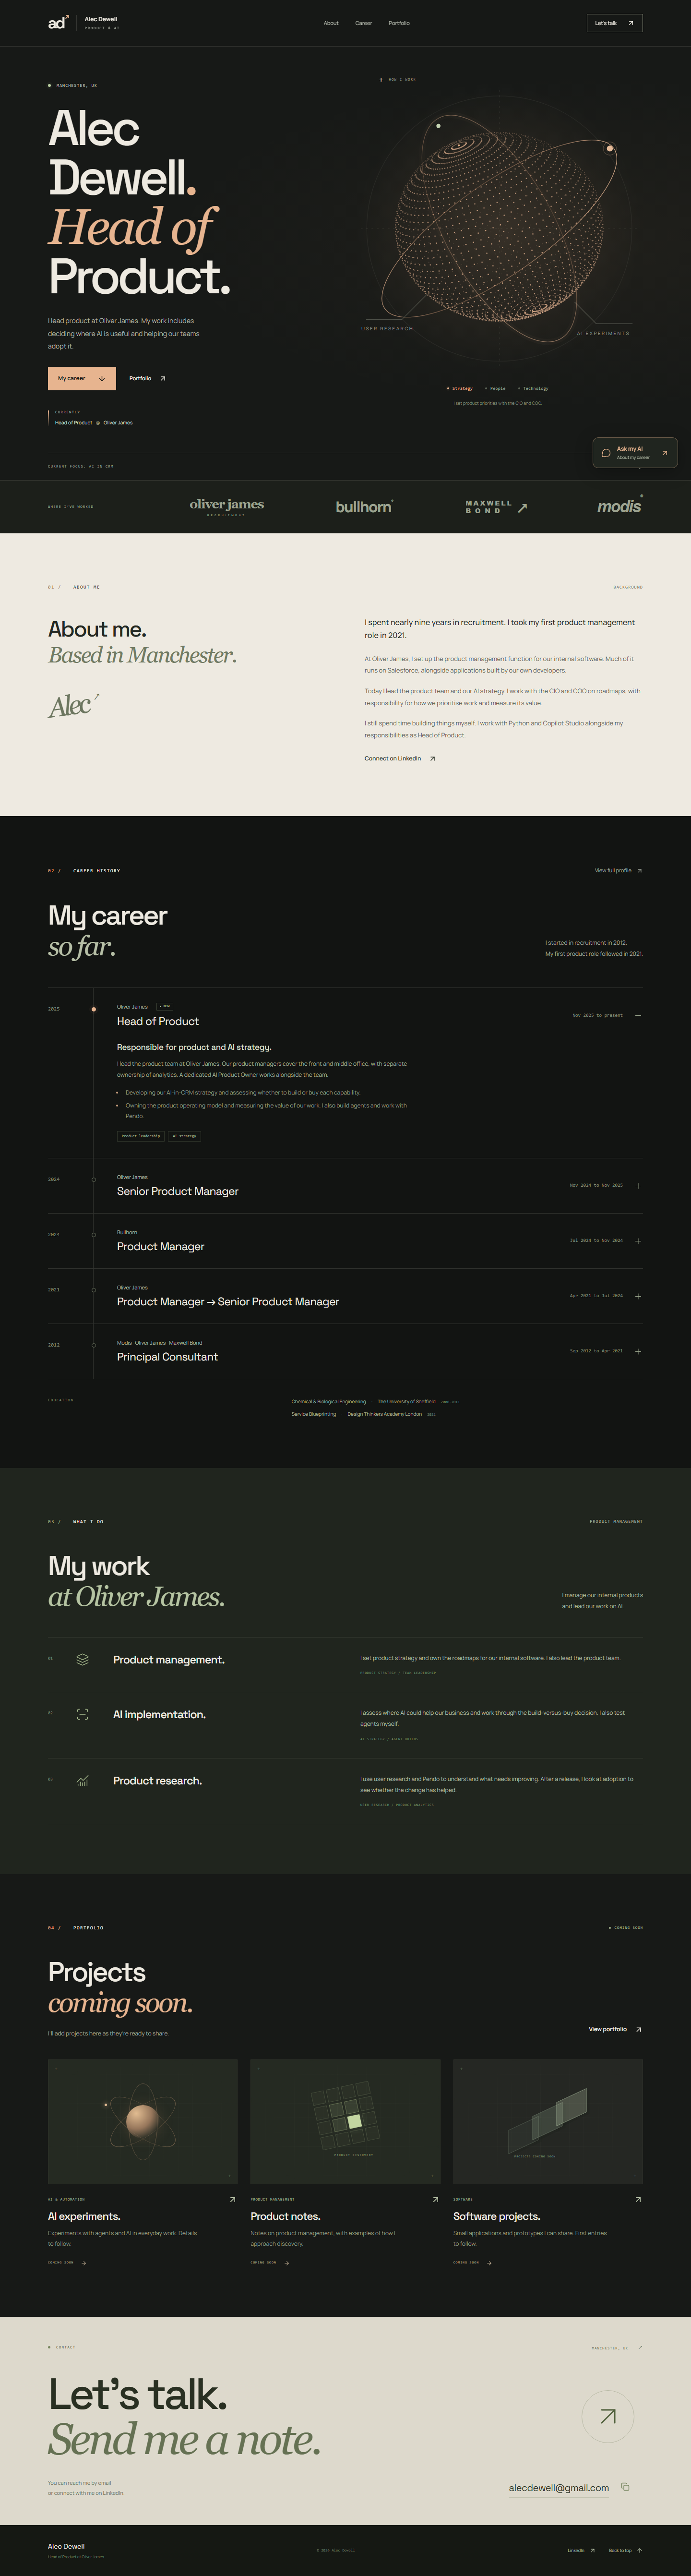 ad
Alec Dewell
PRODUCT & AI
About
Career
Portfolio
Let's talk
MANCHESTER, UK
HOW I WORK
Alec
Dewell.
Head of
Product.
I lead product at Oliver James. My work includes
deciding where AI is useful and helping our teams
adopt it.
My career
Portfolio
CURRENTLY
Head of Product @ Oliver James
USER RESEARCH
AI EXPERIMENTS
Strategy
People
Technology
I set product priorities with the CIO and COO.
Ask my AI
About my career
CURRENT FOCUS: AI IN CRM
WHERE I'VE WORKED
oliver james
RECRUITMENT
bullhorn
MAXWELL
BOND
modis
01 / ABOUT ME
BACKGROUND
About me.
Based in Manchester.
Alec
I spent nearly nine years in recruitment. I took my first product management
role in 2021.
At Oliver James, I set up the product management function for our internal software. Much of it
runs on Salesforce, alongside applications built by our own developers.
Today I lead the product team and our AI strategy. I work with the CIO and COO on roadmaps, with
responsibility for how we prioritise work and measure its value.
I still spend time building things myself. I work with Python and Copilot Studio alongside my
responsibilities as Head of Product.
Connect on LinkedIn
02 / CAREER HISTORY
View full profile
My career
so far.
I started in recruitment in 2012.
My first product role followed in 2021.
2025
Oliver James
NOW
Head of Product
Nov 2025 to present
Responsible for product and AI strategy.
I lead the product team at Oliver James. Our product managers cover the front and middle office, with separate
ownership of analytics. A dedicated AI Product Owner works alongside the team.
Developing our AI-in-CRM strategy and assessing whether to build or buy each capability.
Owning the product operating model and measuring the value of our work. I also build agents and work with
Pendo.
Product leadership
AI strategy
2024
Oliver James
Senior Product Manager
Nov 2024 to Nov 2025
2024
Bullhorn
Product Manager
Jul 2024 to Nov 2024
2021
Oliver James
Product Manager → Senior Product Manager
Apr 2021 to Jul 2024
2012
Modis · Oliver James · Maxwell Bond
Principal Consultant
Sep 2012 to Apr 2021
EDUCATION
Chemical & Biological Engineering The University of Sheffield
Service Blueprinting Design Thinkers Academy London
03 / WHAT I DO
PRODUCT MANAGEMENT
My work
at Oliver James.
I manage our internal products
and lead our work on AI.
01
Product management.
I set product strategy and own the roadmaps for our internal software. I also lead the product team.
PRODUCT STRATEGY / TEAM LEADERSHIP
02
AI implementation.
I assess where AI could help our business and work through the build-versus-buy decision. I also test
agents myself.
AI STRATEGY / AGENT BUILDS
03
Product research.
I use user research and Pendo to understand what needs improving. After a release, I look at adoption to
see whether the change has helped.
USER RESEARCH / PRODUCT ANALYTICS
04 / PORTFOLIO
COMING SOON
Projects
coming soon.
I'll add projects here as they're ready to share.
View portfolio
PRODUCT DISCOVERY
PROJECTS COMING SOON
AI & AUTOMATION
AI experiments.
Experiments with agents and AI in everyday work. Details
to follow.
COMING SOON
PRODUCT MANAGEMENT
Product notes.
Notes on product management, with examples of how I
approach discovery.
COMING SOON
SOFTWARE
Software projects.
Small applications and prototypes I can share. First entries
to follow.
COMING SOON
CONTACT
MANCHESTER, UK
Let's talk.
Send me a note.
You can reach me by email
or connect with me on LinkedIn.
alecdewell@gmail.com
Alec Dewell
Head of Product at Oliver James
Alec Dewell
LinkedIn
Back to top